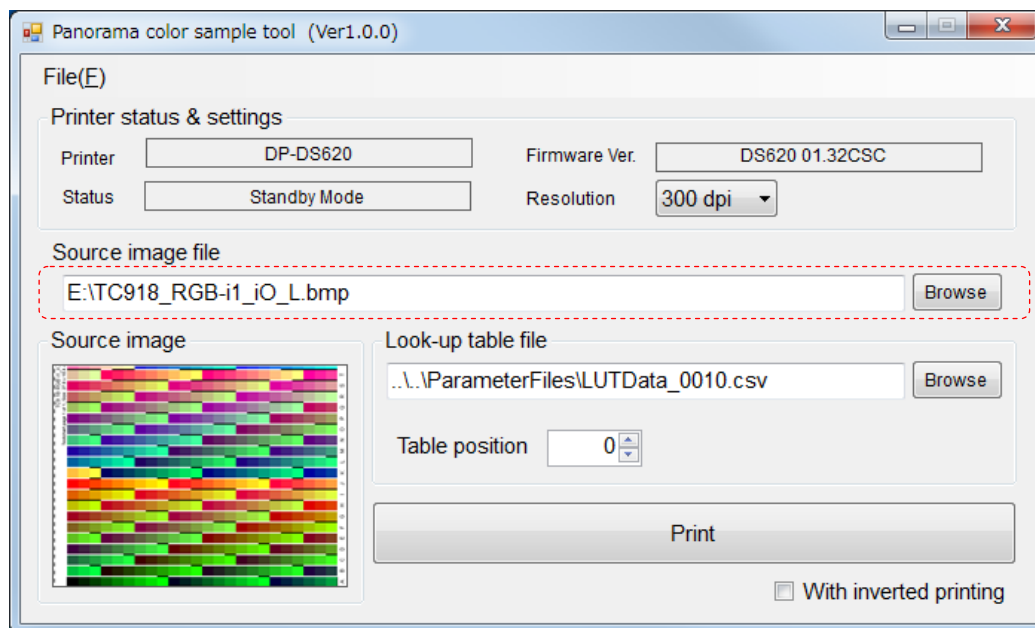 Panorama color sample tool (Ver1.0.0)
File(F)
Printer status & settings
Printer DP-DS620 Firmware Ver. DS620 01.32CSC
Status Standby Mode Resolution 300 dpi
Source image file
E:\TC918_RGB-i1_iO_L.bmp Browse
Source image Look-up table file
..\..\ParameterFiles\LUTData_0010.csv Browse
Table position 0
Print
With inverted printing